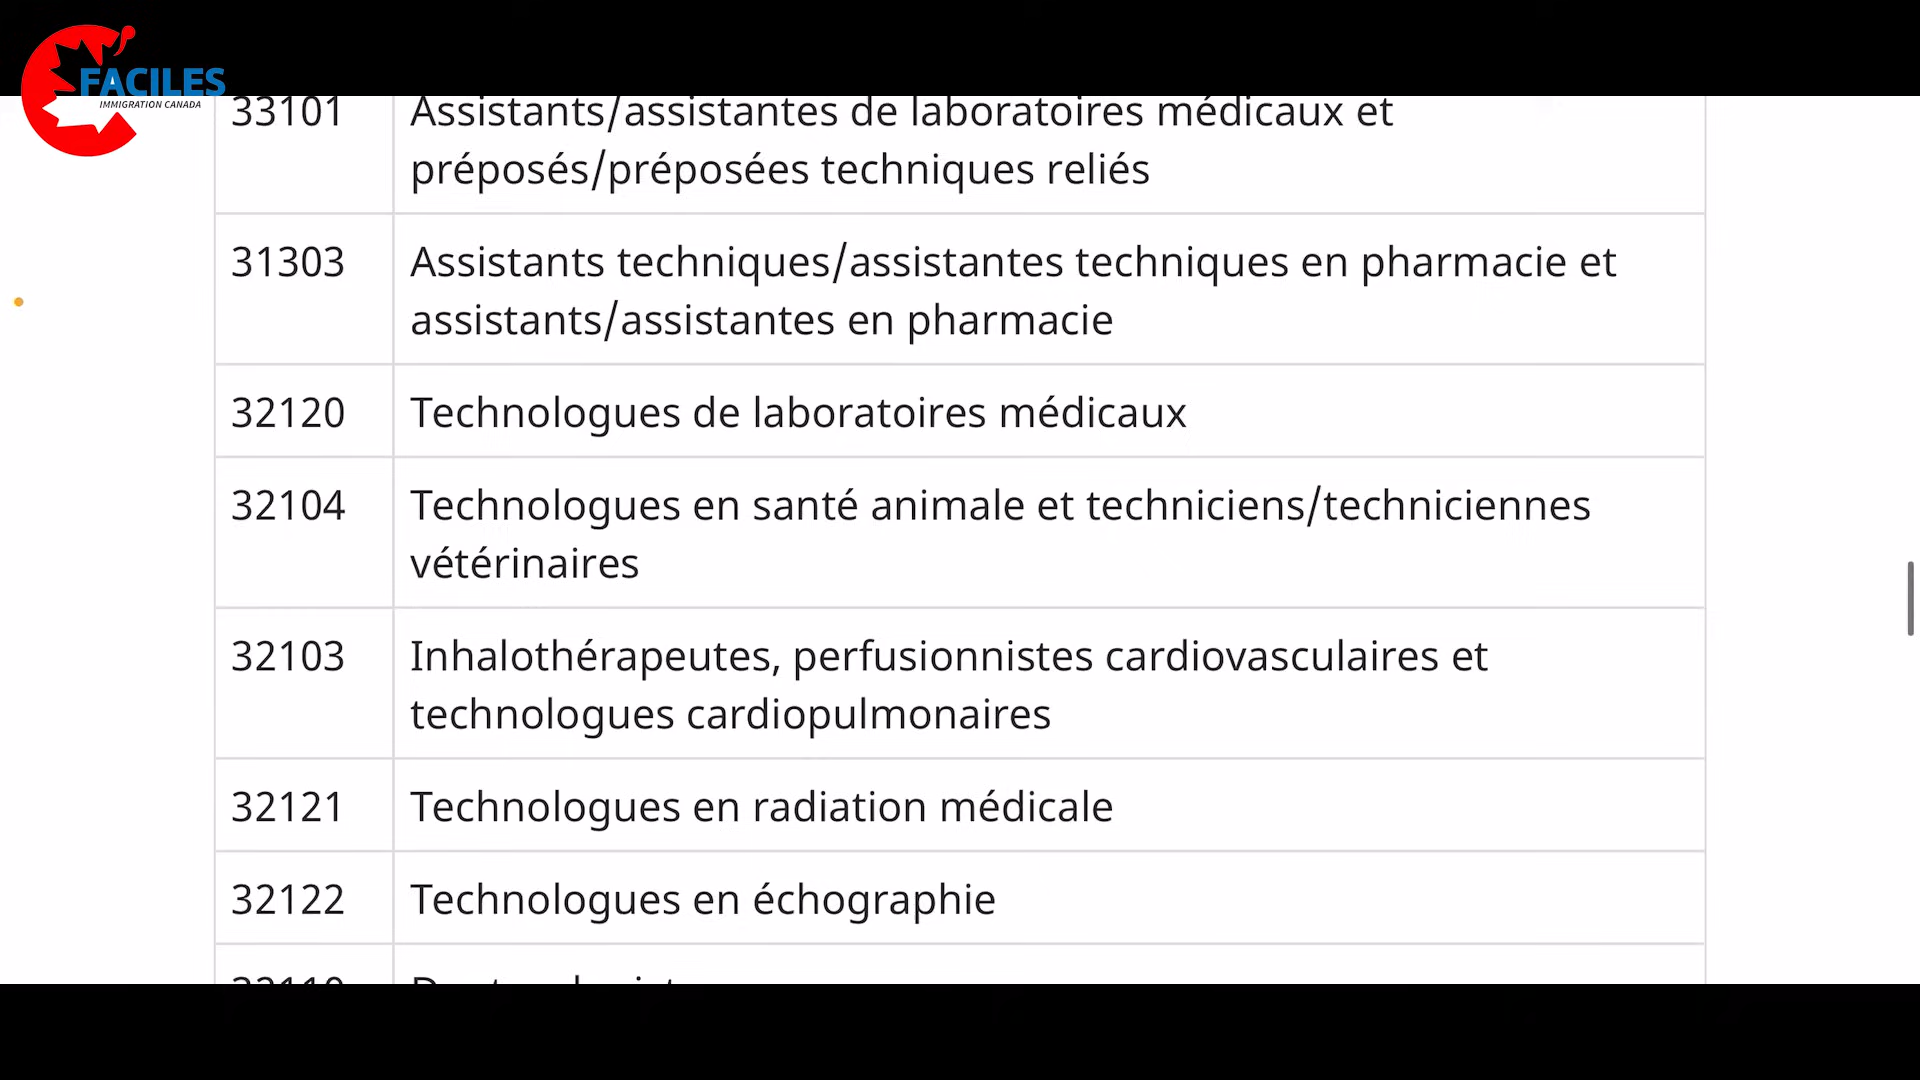 FACILES
IMMIGRATION CANADA
33101 Assistants/assistantes de laboratoires médicaux et
préposés/préposées techniques reliés
31303 Assistants techniques/assistantes techniques en pharmacie et
assistants/assistantes en pharmacie
32120 Technologues de laboratoires médicaux
32104 Technologues en santé animale et techniciens/techniciennes
vétérinaires
32103 Inhalothérapeutes, perfusionnistes cardiovasculaires et
technologues cardiopulmonaires
32121 Technologues en radiation médicale
32122 Technologues en échographie